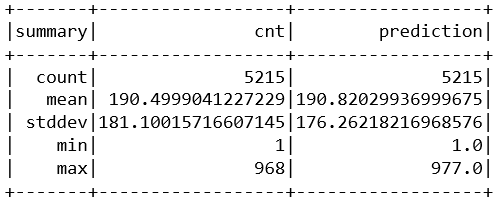 +-------+------------------+------------------+
|summary|               cnt|        prediction|
+-------+------------------+------------------+
|  count|              5215|              5215|
|   mean| 190.4999041227229|190.82029936999675|
| stddev|181.10015716607145|176.26218216968576|
|    min|                 1|               1.0|
|    max|               968|             977.0|
+-------+------------------+------------------+